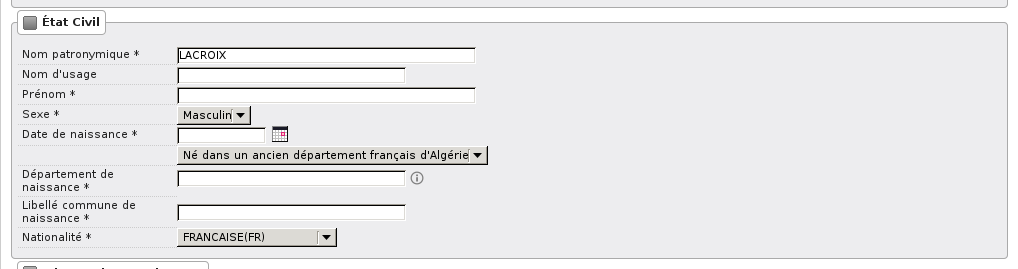 État Civil
Nom patronymique * LACROIX
Nom d'usage
Prénom *
Sexe * Masculin
Date de naissance *
Né dans un ancien département français d'Algérie
Département de
naissance *
Libellé commune de
naissance *
Nationalité * FRANCAISE(FR)